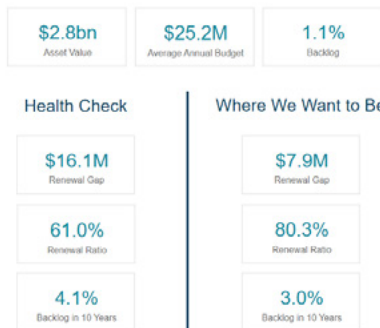 $2.8bn $25.2M 1.1%
Asset Value Average Annual Budget Backlog
Health Check Where We Want to Be
$16.1M $7.9M
Renewal Gap Renewal Gap
61.0% 80.3%
Renewal Ratio Renewal Ratio
4.1% 3.0%
Backlog in 10 Years Backlog in 10 Years